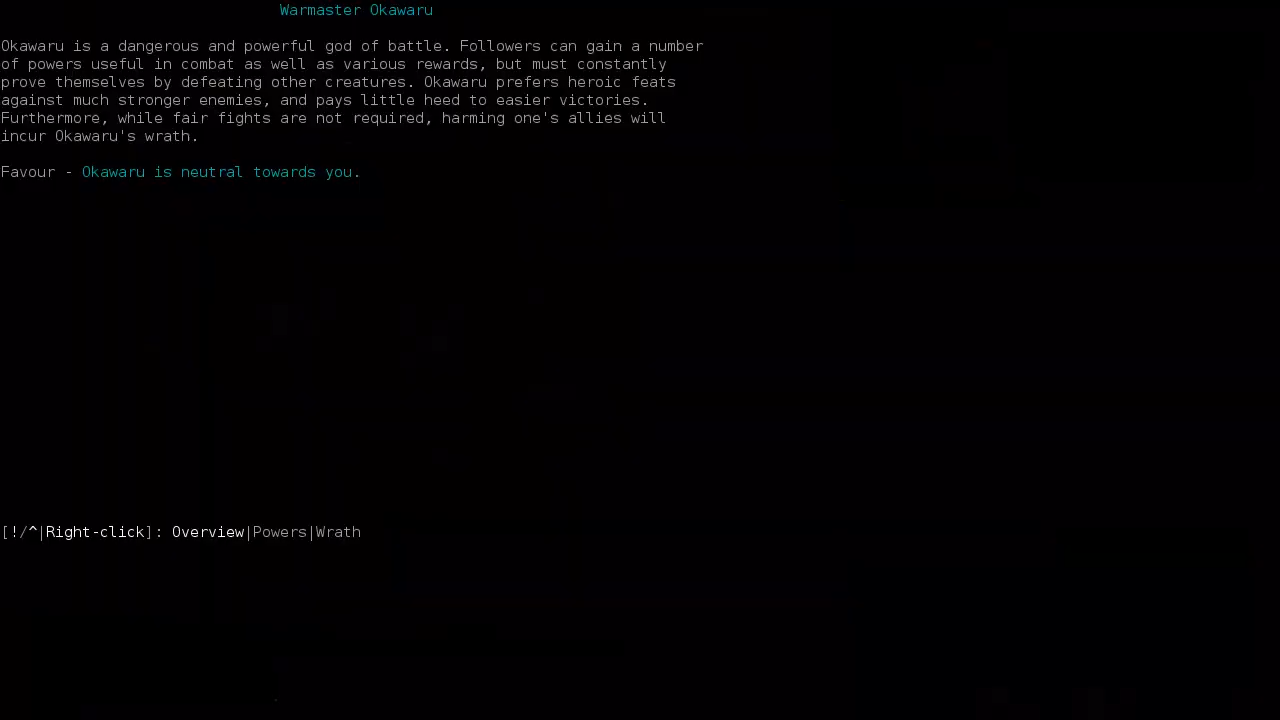 Warmaster Okawaru
Okawaru is a dangerous and powerful god of battle. Followers can gain a number
of powers useful in combat as well as various rewards, but must constantly
prove themselves by defeating other creatures. Okawaru prefers heroic feats
against much stronger enemies, and pays little heed to easier victories.
Furthermore, while fair fights are not required, harming one's allies will
incur Okawaru's wrath.
Favour - Okawaru is neutral towards you.
[!/^|Right-click]: Overview|Powers|Wrath